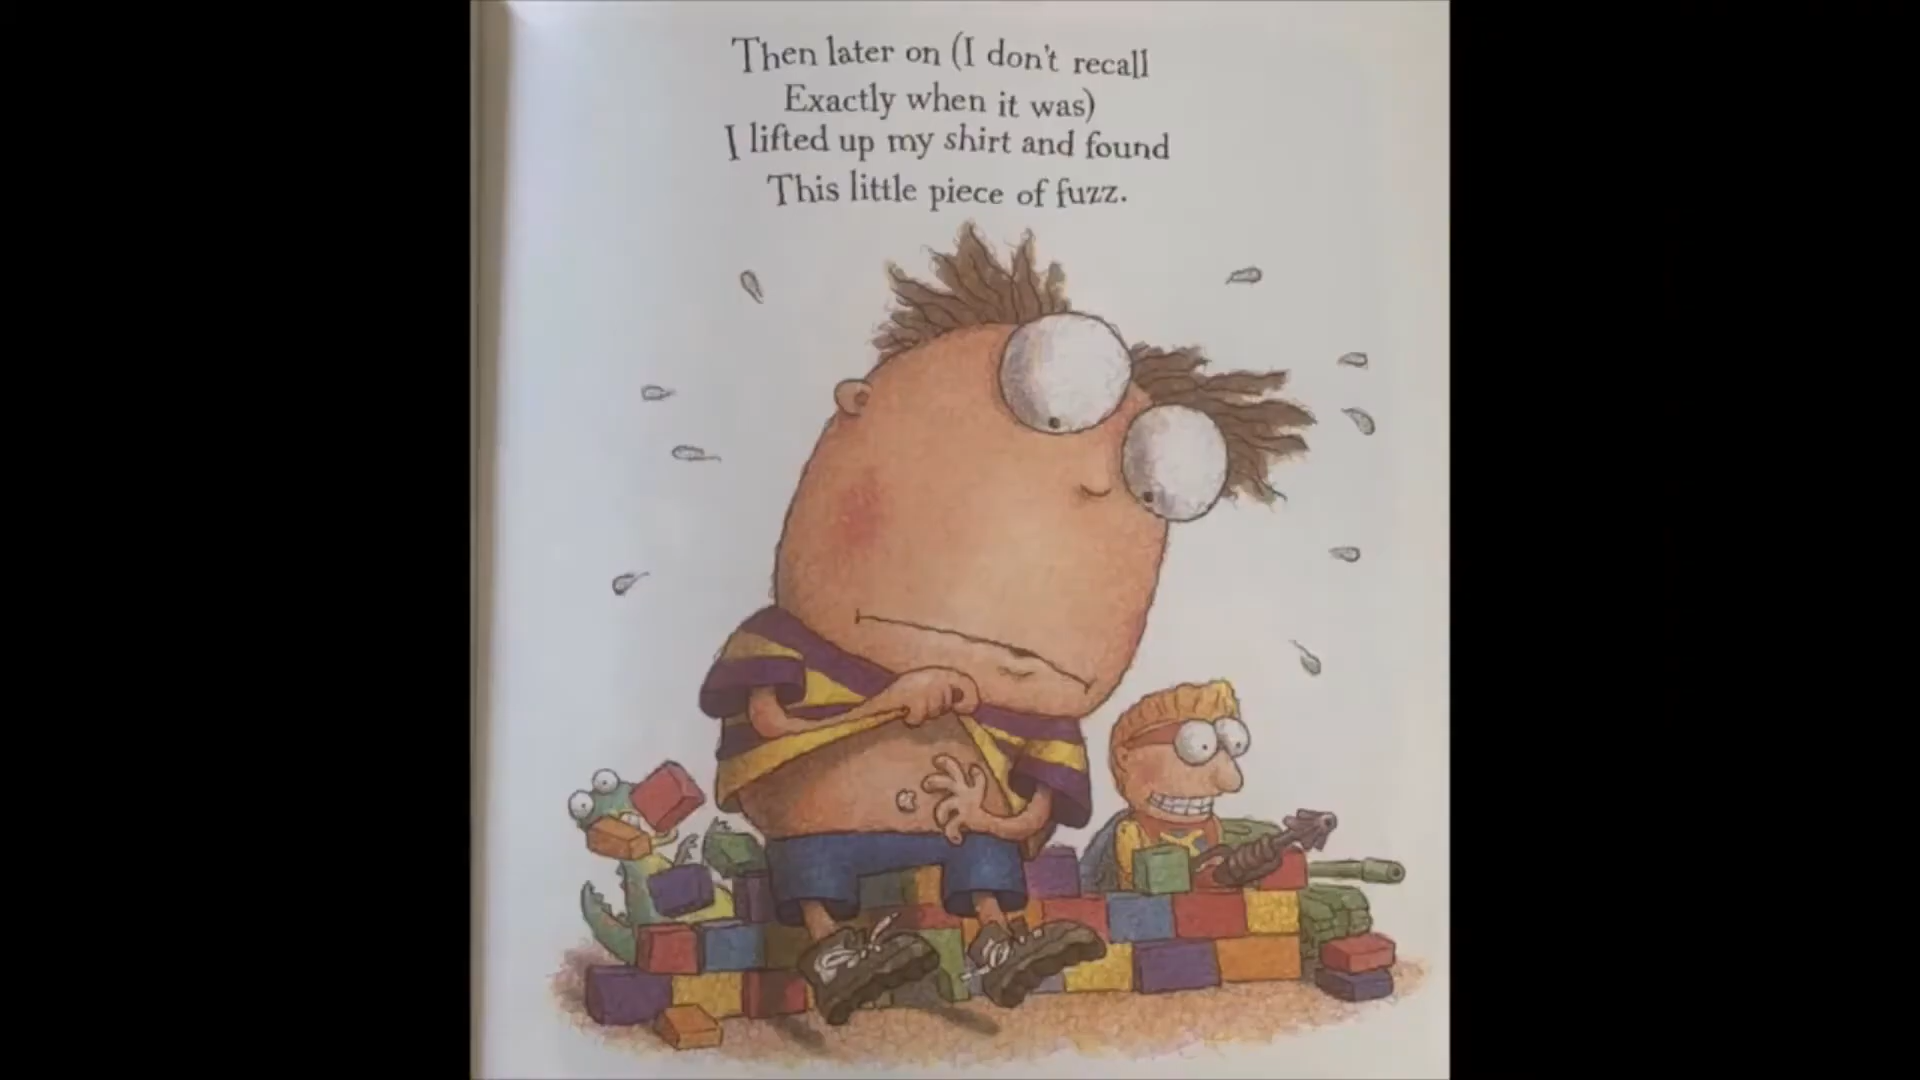 Then later on (I don't recall
Exactly when it was)
I lifted up my shirt and found
This little piece of fuzz.